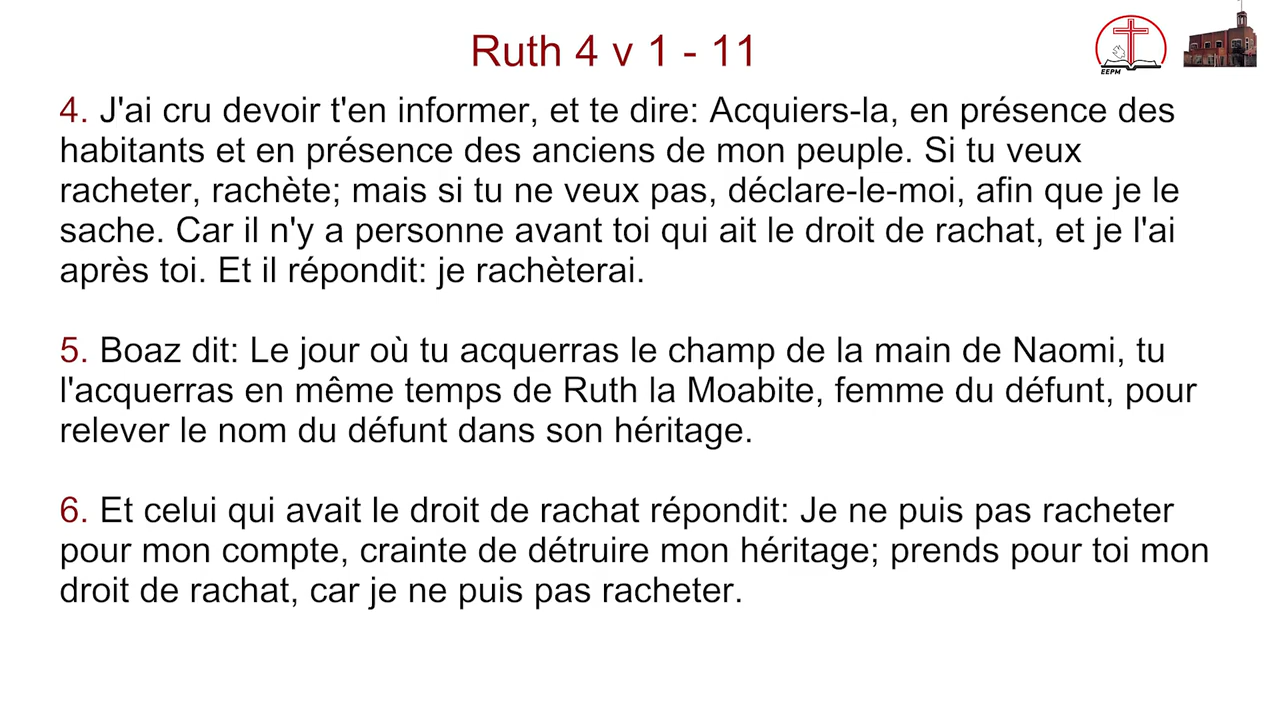 Ruth 4 v 1 - 11
EEPM
4. J'ai cru devoir t'en informer, et te dire: Acquiers-la, en présence des
habitants et en présence des anciens de mon peuple. Si tu veux
racheter, rachète; mais si tu ne veux pas, déclare-le-moi, afin que je le
sache. Car il n'y a personne avant toi qui ait le droit de rachat, et je l'ai
après toi. Et il répondit: je rachèterai.
5. Boaz dit: Le jour où tu acquerras le champ de la main de Naomi, tu
l'acquerras en même temps de Ruth la Moabite, femme du défunt, pour
relever le nom du défunt dans son héritage.
6. Et celui qui avait le droit de rachat répondit: Je ne puis pas racheter
pour mon compte, crainte de détruire mon héritage; prends pour toi mon
droit de rachat, car je ne puis pas racheter.